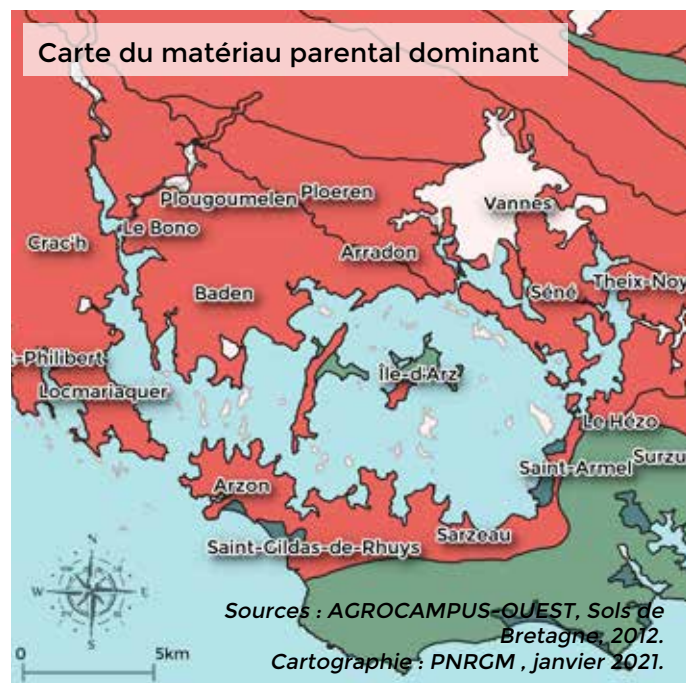 Carte du matériau parental dominant
Plougoumelen
Ploeren
Vannes
Le Bono
Crac'h
Arradon
Baden
Séné
Theix-Noy
t-Philibert
Île-d'Arz
Locmariaquer
Le Hézo
Surzu
Saint-Armel
Arzon
Sarzeau
Saint-Gildas-de-Rhuys
N
W
E
S
Sources : AGROCAMPUS-OUEST, Sols de
Bretagne, 2012.
Cartographie : PNRGM , janvier 2021.
0
5km